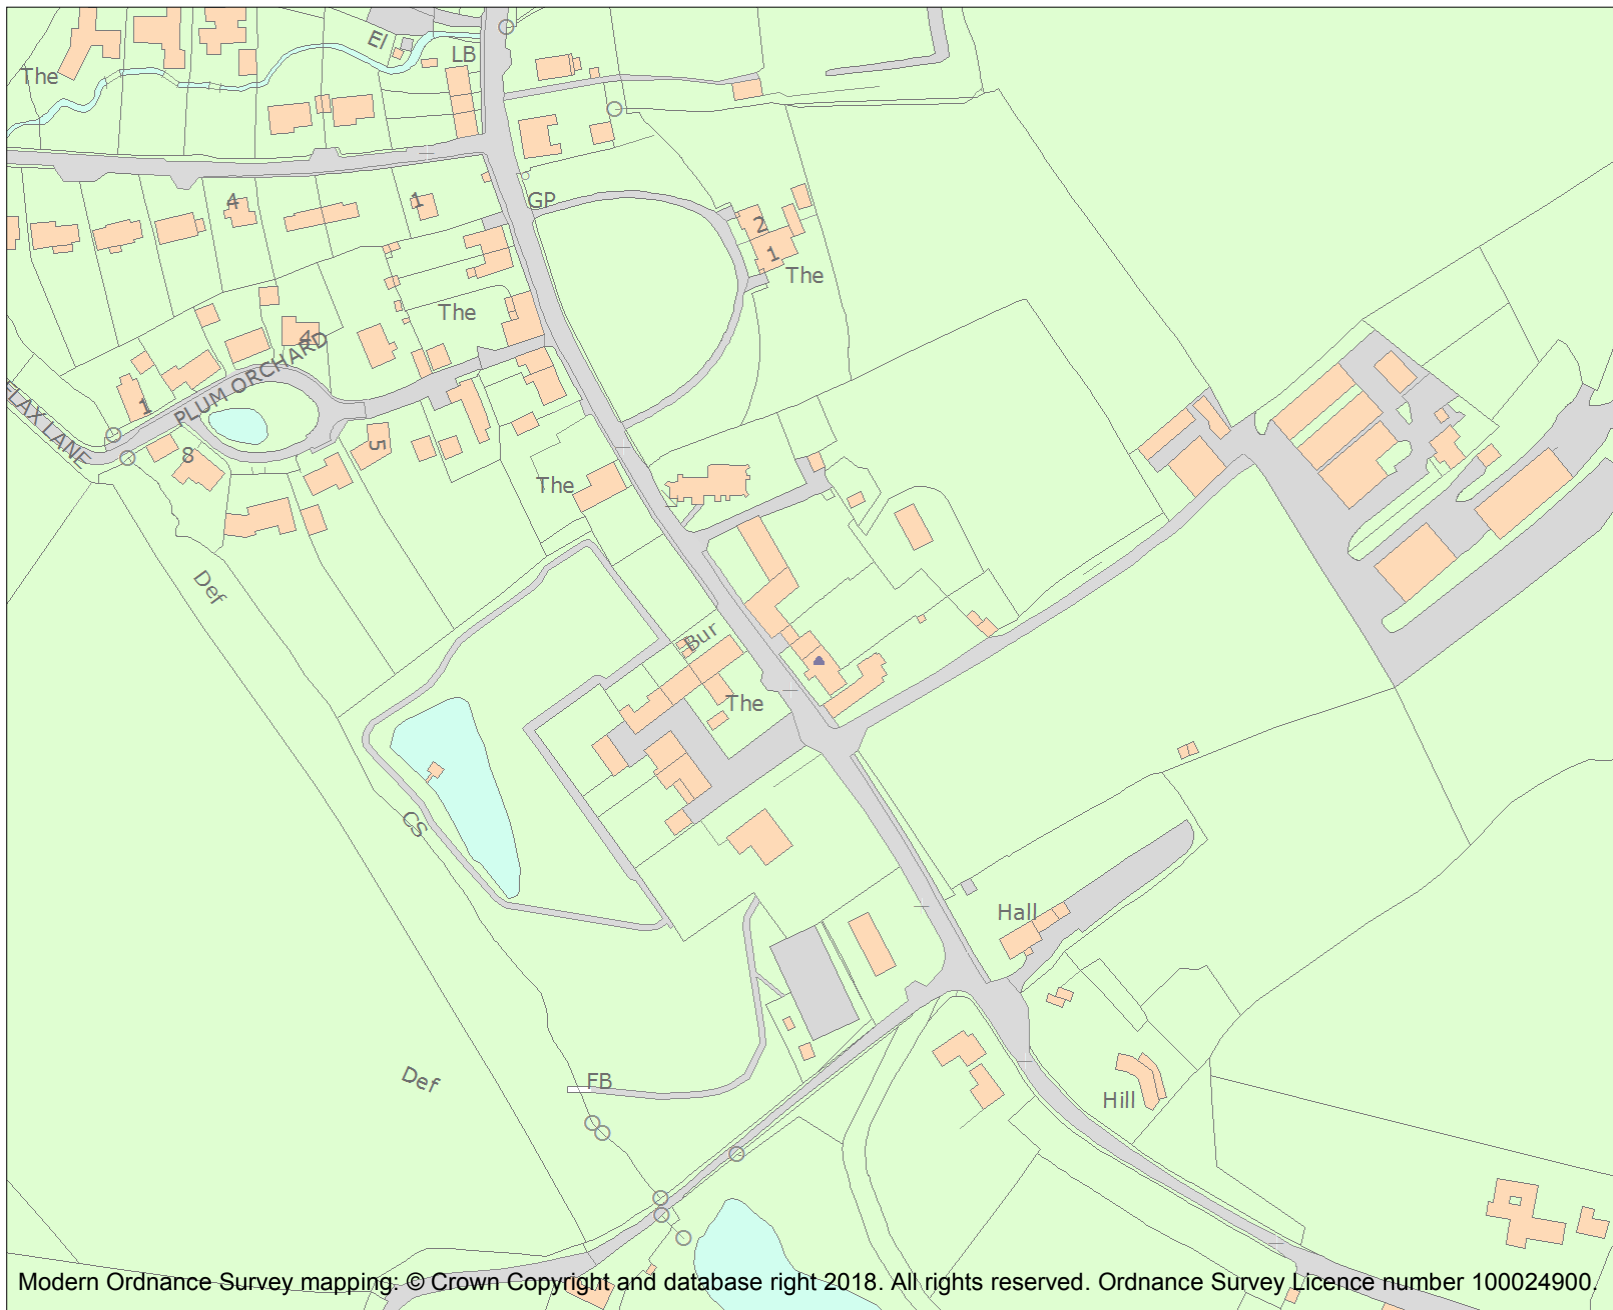 El
LB
The
GP
4
1
2
1
The
The
4
PLUM ORCHARD
1
FLAX LANE
8
5
The
Def
Bur
The
CS
Hall
Def
FB
Hill
Modern Ordnance Survey mapping: © Crown Copyright and database right 2018. All rights reserved. Ordnance Survey Licence number 100024900.